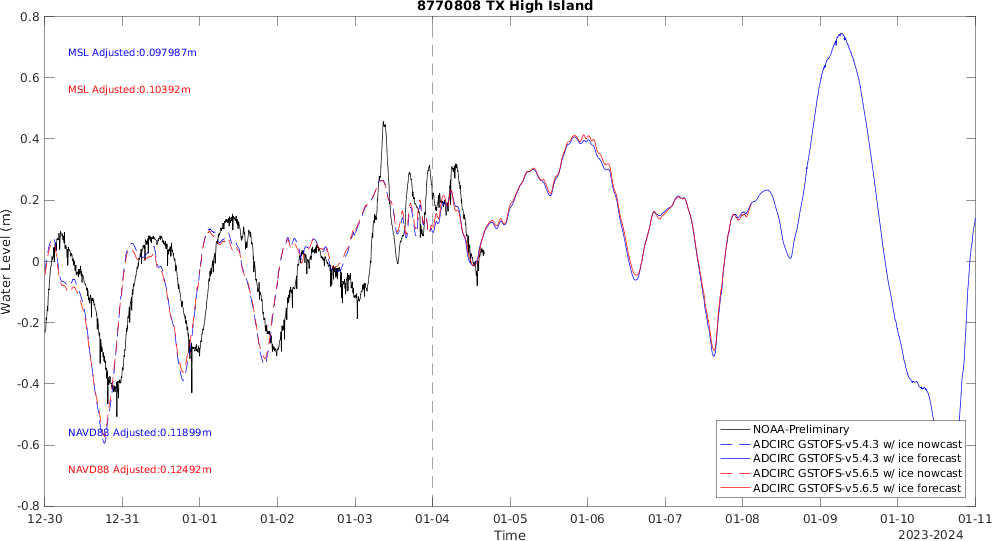 8770808 TX High Island
0.8
0.6
0.4
0.2
0
-0.2
-0.4
-0.6
-0.8
Water Level (m)
MSL Adjusted:0.097987m
MSL Adjusted:0.10392m
NAVD88 Adjusted:0.11899m
NAVD88 Adjusted:0.12492m
NOAA-Preliminary
ADCIRC GSTOFS-v5.4.3 w/ ice nowcast
ADCIRC GSTOFS-v5.4.3 w/ ice forecast
ADCIRC GSTOFS-v5.6.5 w/ ice nowcast
ADCIRC GSTOFS-v5.6.5 w/ ice forecast
12-30 12-31 01-01 01-02 01-03 01-04 01-05 01-06 01-07 01-08 01-09 01-10 01-11
Time
2023-2024